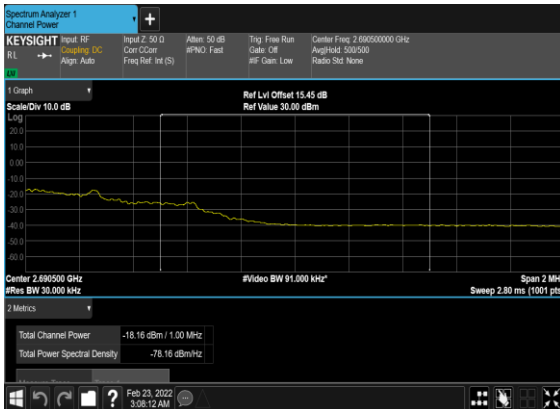 Spectrum Analyzer 1
Channel Power
+
KEYSIGHT
RL
Input: RF
Coupling: DC
Align: Auto
Input Z: 50 Ω
Corr CCorr
Freq Ref: Int (S)
Atten: 50 dB
#PNO: Fast
Trig: Free Run
Gate: Off
#IF Gain: Low
Center Freq: 2.690500000 GHz
Avg|Hold: 500/500
Radio Std: None
1 Graph
Scale/Div 10.0 dB
Ref Lvl Offset 15.45 dB
Ref Value 30.00 dBm
Log
20.0
10.0
0.00
-10.0
-20.0
-30.0
-40.0
-50.0
-60.0
Center 2.690500 GHz
#Res BW 30.000 kHz
#Video BW 91.000 kHz*
Span 2 MH
Sweep 2.80 ms (1001 pts
2 Metrics
Total Channel Power -18.16 dBm / 1.00 MHz
Total Power Spectral Density -78.16 dBm/Hz
?
Feb 23, 2022
3:08:12 AM